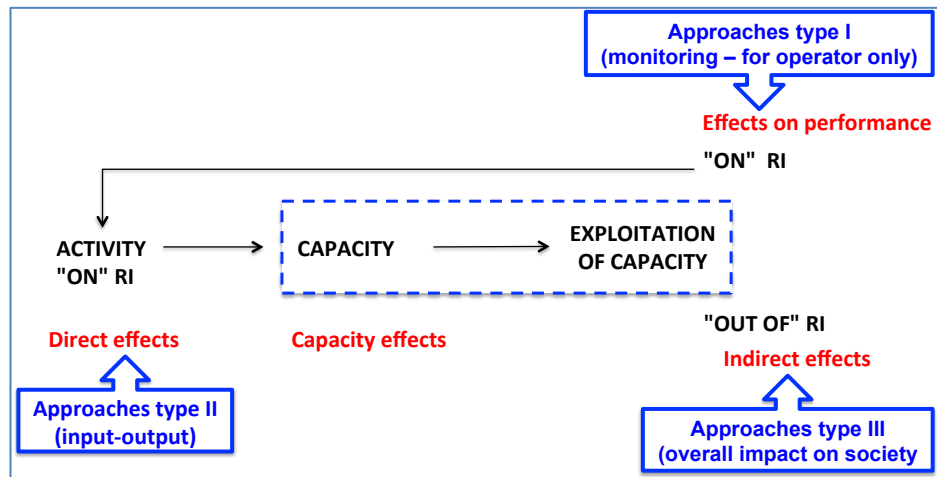 Approaches type I
(monitoring – for operator only)
Effects on performance
"ON" RI
ACTIVITY
"ON" RI
CAPACITY
EXPLOITATION
OF CAPACITY
"OUT OF" RI
Direct effects
Capacity effects
Indirect effects
Approaches type II
(input-output)
Approaches type III
(overall impact on society